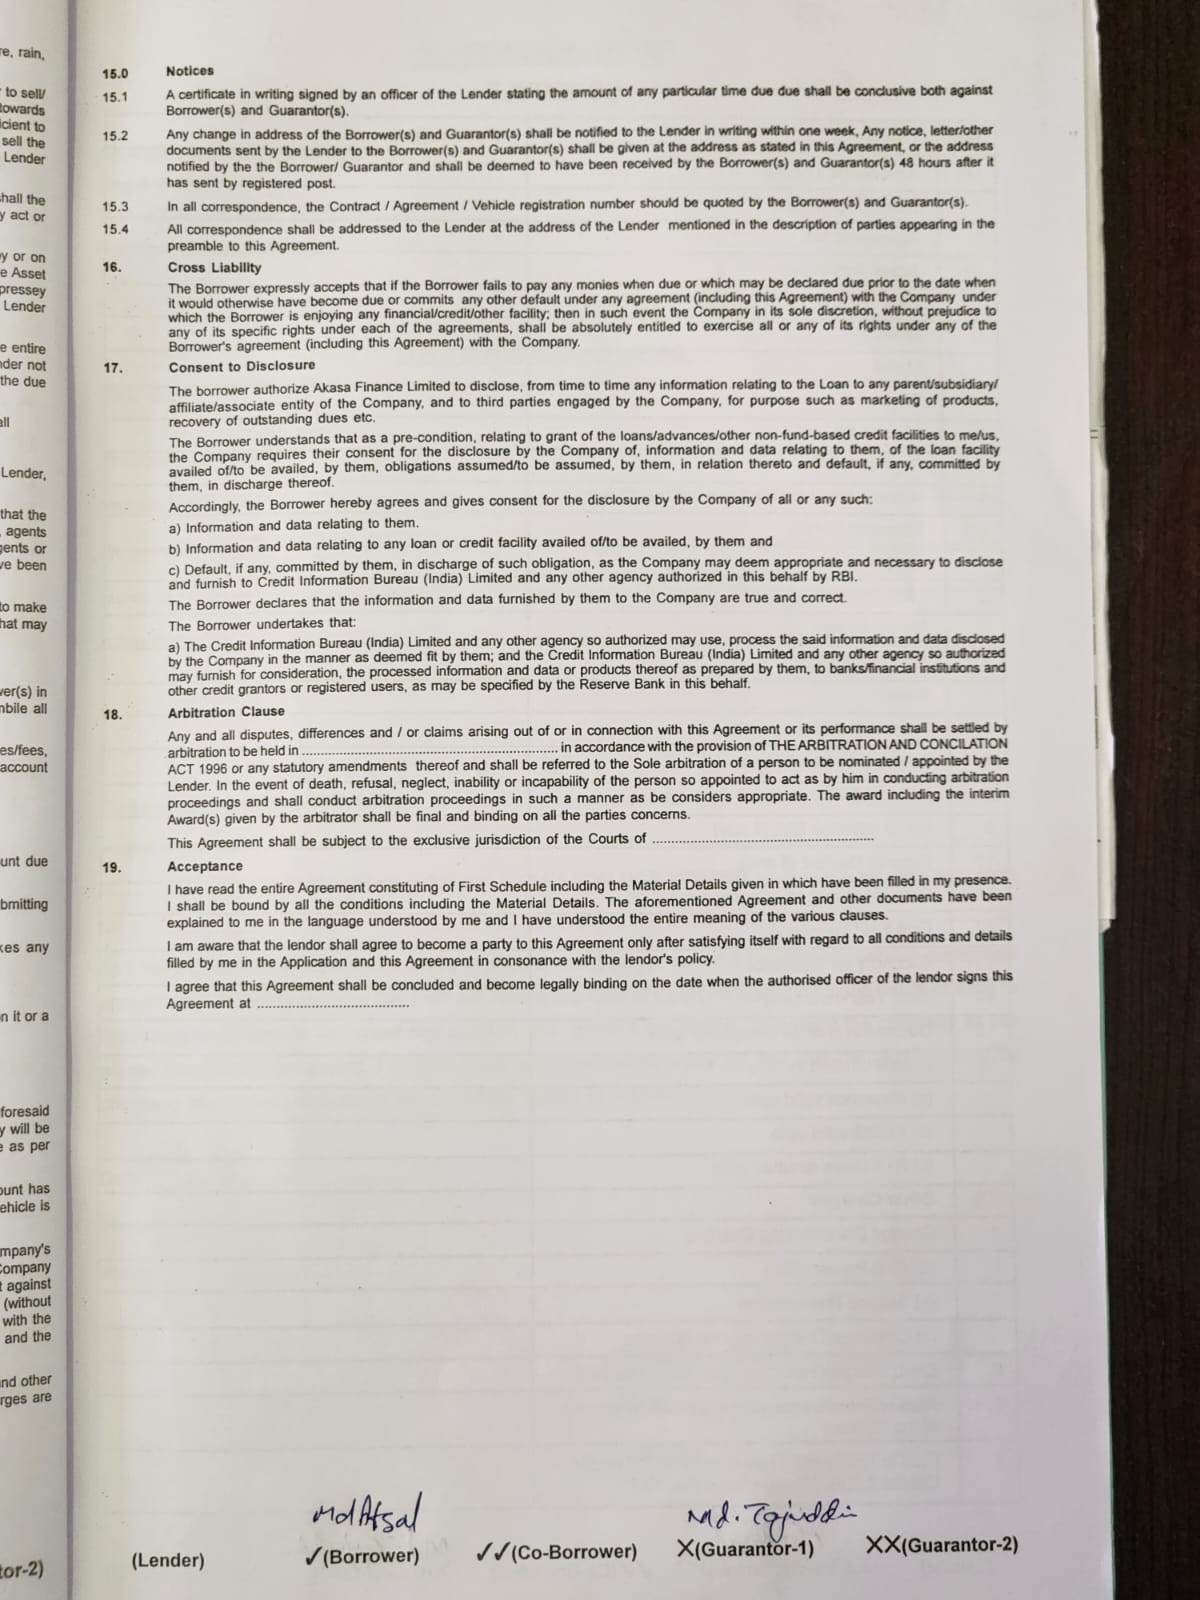 re, rain,
to sell/
towards
icient to
sell the
Lender
shall the
y act or
y or on
e Asset
pressey
Lender
e entire
nder not
the due
all
Lender,
that the
agents
gents or
ve been
to make
hat may
ver(s) in
nbile all
es/fees,
account
unt due
bmitting
kes any
n it or a
foresaid
y will be
e as per
ount has
ehicle is
mpany's
Company
t against
(without
with the
and the
and other
rges are
tor-2)
15.0 Notices
15.1 A certificate in writing signed by an officer of the Lender stating the amount of any particular time due due shall be conclusive both against
Borrower(s) and Guarantor(s).
15.2 Any change in address of the Borrower(s) and Guarantor(s) shall be notified to the Lender in writing within one week, Any notice, letter/other
documents sent by the Lender to the Borrower(s) and Guarantor(s) shall be given at the address as stated in this Agreement, or the address
notified by the the Borrower/ Guarantor and shall be deemed to have been received by the Borrower(s) and Guarantor(s) 48 hours after it
has sent by registered post.
15.3 In all correspondence, the Contract / Agreement / Vehicle registration number should be quoted by the Borrower(s) and Guarantor(s).
15.4 All correspondence shall be addressed to the Lender at the address of the Lender mentioned in the description of parties appearing in the
preamble to this Agreement.
16. Cross Liability
The Borrower expressly accepts that if the Borrower fails to pay any monies when due or which may be declared due prior to the date when
it would otherwise have become due or commits any other default under any agreement (including this Agreement) with the Company under
which the Borrower is enjoying any financial/credit/other facility; then in such event the Company in its sole discretion, without prejudice to
any of its specific rights under each of the agreements, shall be absolutely entitled to exercise all or any of its rights under any of the
Borrower's agreement (including this Agreement) with the Company.
17. Consent to Disclosure
The borrower authorize Akasa Finance Limited to disclose, from time to time any information relating to the Loan to any parent/subsidiary/
affiliate/associate entity of the Company, and to third parties engaged by the Company, for purpose such as marketing of products,
recovery of outstanding dues etc.
The Borrower understands that as a pre-condition, relating to grant of the loans/advances/other non-fund-based credit facilities to me/us,
the Company requires their consent for the disclosure by the Company of, information and data relating to them, of the loan facility
availed of/to be availed, by them, obligations assumed/to be assumed, by them, in relation thereto and default, if any, committed by
them, in discharge thereof.
Accordingly, the Borrower hereby agrees and gives consent for the disclosure by the Company of all or any such:
a) Information and data relating to them.
b) Information and data relating to any loan or credit facility availed of/to be availed, by them and
c) Default, if any, committed by them, in discharge of such obligation, as the Company may deem appropriate and necessary to disclose
and furnish to Credit Information Bureau (India) Limited and any other agency authorized in this behalf by RBI.
The Borrower declares that the information and data furnished by them to the Company are true and correct.
The Borrower undertakes that:
a) The Credit Information Bureau (India) Limited and any other agency so authorized may use, process the said information and data disclosed
by the Company in the manner as deemed fit by them; and the Credit Information Bureau (India) Limited and any other agency so authorized
may furnish for consideration, the processed information and data or products thereof as prepared by them, to banks/financial institutions and
other credit grantors or registered users, as may be specified by the Reserve Bank in this behalf.
18. Arbitration Clause
Any and all disputes, differences and / or claims arising out of or in connection with this Agreement or its performance shall be settled by
arbitration to be held in ........................................................ in accordance with the provision of THE ARBITRATION AND CONCILATION
ACT 1996 or any statutory amendments thereof and shall be referred to the Sole arbitration of a person to be nominated / appointed by the
Lender. In the event of death, refusal, neglect, inability or incapability of the person so appointed to act as by him in conducting arbitration
proceedings and shall conduct arbitration proceedings in such a manner as be considers appropriate. The award including the interim
Award(s) given by the arbitrator shall be final and binding on all the parties concerns.
This Agreement shall be subject to the exclusive jurisdiction of the Courts of ........................................................
19. Acceptance
I have read the entire Agreement constituting of First Schedule including the Material Details given in which have been filled in my presence.
I shall be bound by all the conditions including the Material Details. The aforementioned Agreement and other documents have been
explained to me in the language understood by me and I have understood the entire meaning of the various clauses.
I am aware that the lendor shall agree to become a party to this Agreement only after satisfying itself with regard to all conditions and details
filled by me in the Application and this Agreement in consonance with the lendor's policy.
I agree that this Agreement shall be concluded and become legally binding on the date when the authorised officer of the lendor signs this
Agreement at ......................................
Md Afsal Md. Tajuddin
(Lender) ✓(Borrower) ✓✓(Co-Borrower) X(Guarantor-1) XX(Guarantor-2)